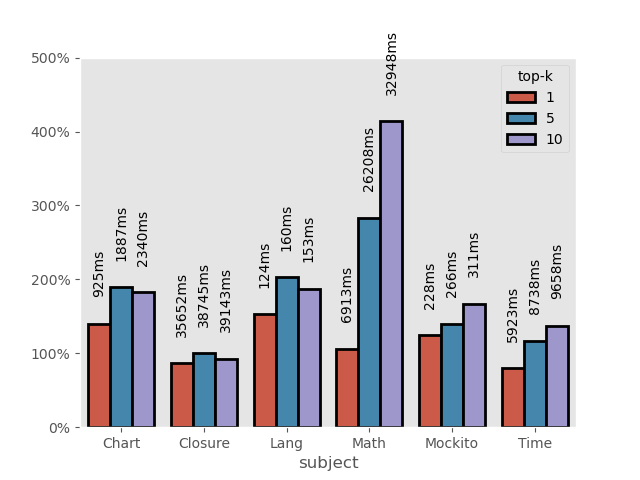 500%
400%
300%
200%
100%
0%
925ms
1887ms
2340ms
35652ms
38745ms
39143ms
124ms
160ms
153ms
6913ms
26208ms
32948ms
228ms
266ms
311ms
5923ms
8738ms
9658ms
top-k
1
5
10
Chart Closure Lang Math Mockito Time
subject